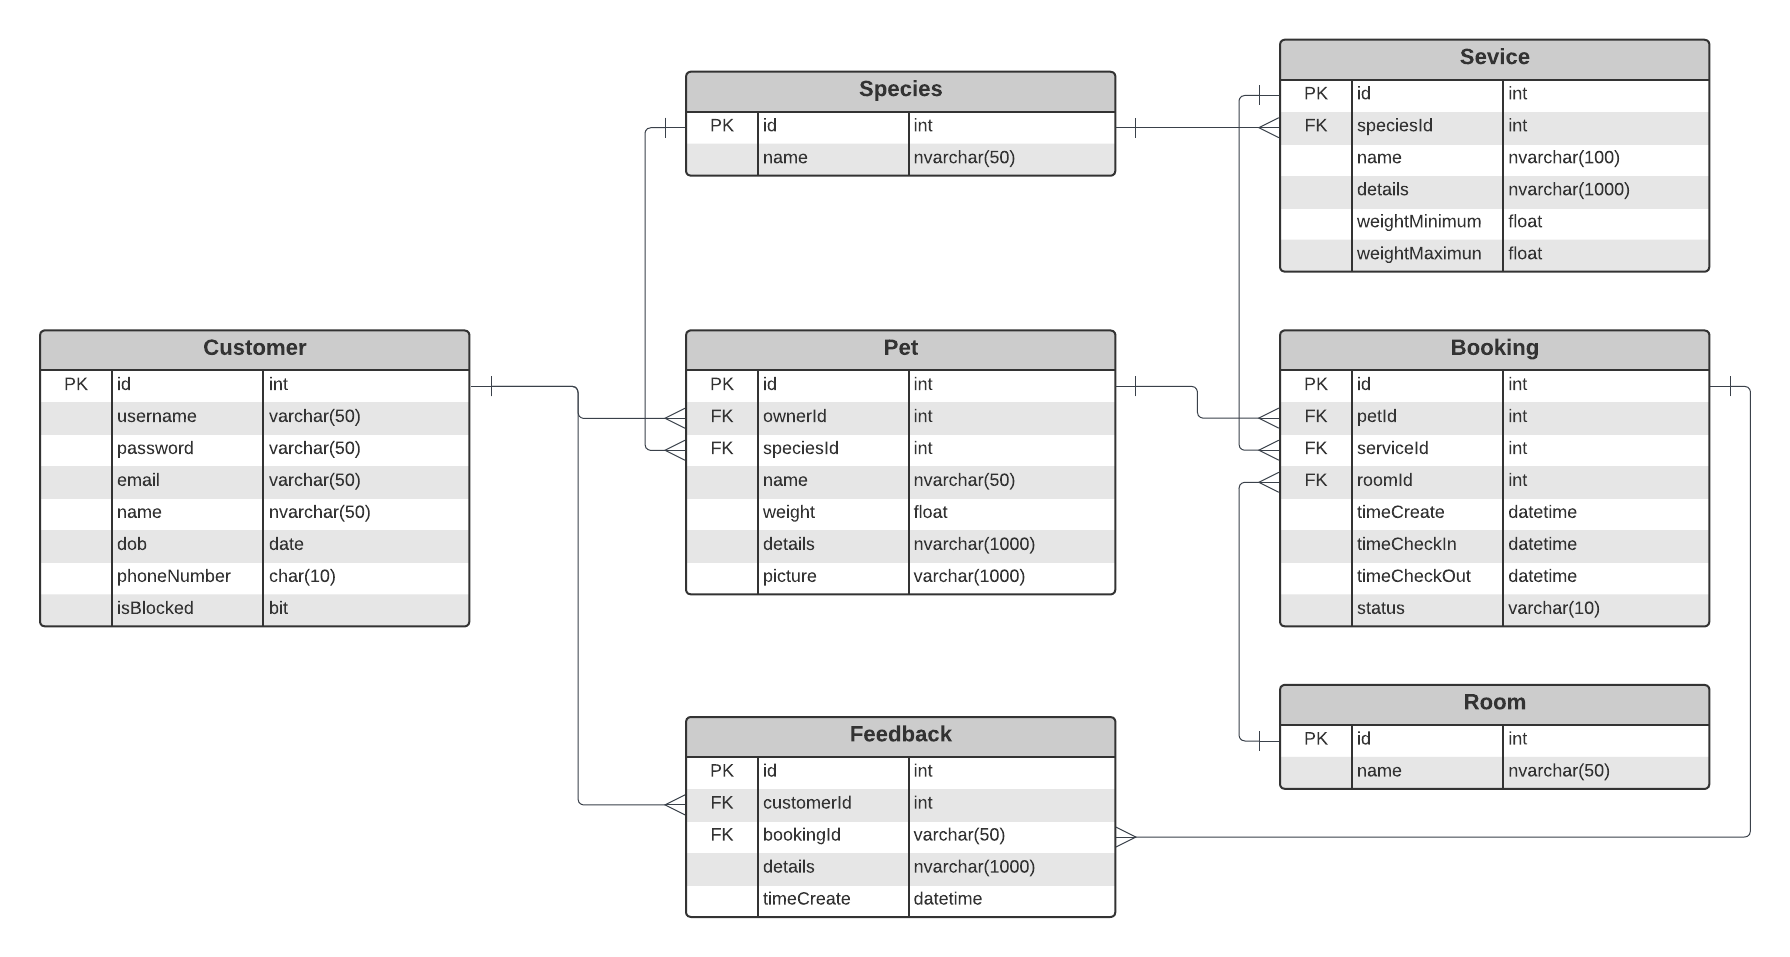 Species
PK id int
name nvarchar(50)
Sevice
PK id int
FK speciesId int
name nvarchar(100)
details nvarchar(1000)
weightMinimum float
weightMaximun float
Customer
PK id int
username varchar(50)
password varchar(50)
email varchar(50)
name nvarchar(50)
dob date
phoneNumber char(10)
isBlocked bit
Pet
PK id int
FK ownerId int
FK speciesId int
name nvarchar(50)
weight float
details nvarchar(1000)
picture varchar(1000)
Booking
PK id int
FK petId int
FK serviceId int
FK roomId int
timeCreate datetime
timeCheckIn datetime
timeCheckOut datetime
status varchar(10)
Feedback
PK id int
FK customerId int
FK bookingId varchar(50)
details nvarchar(1000)
timeCreate datetime
Room
PK id int
name nvarchar(50)